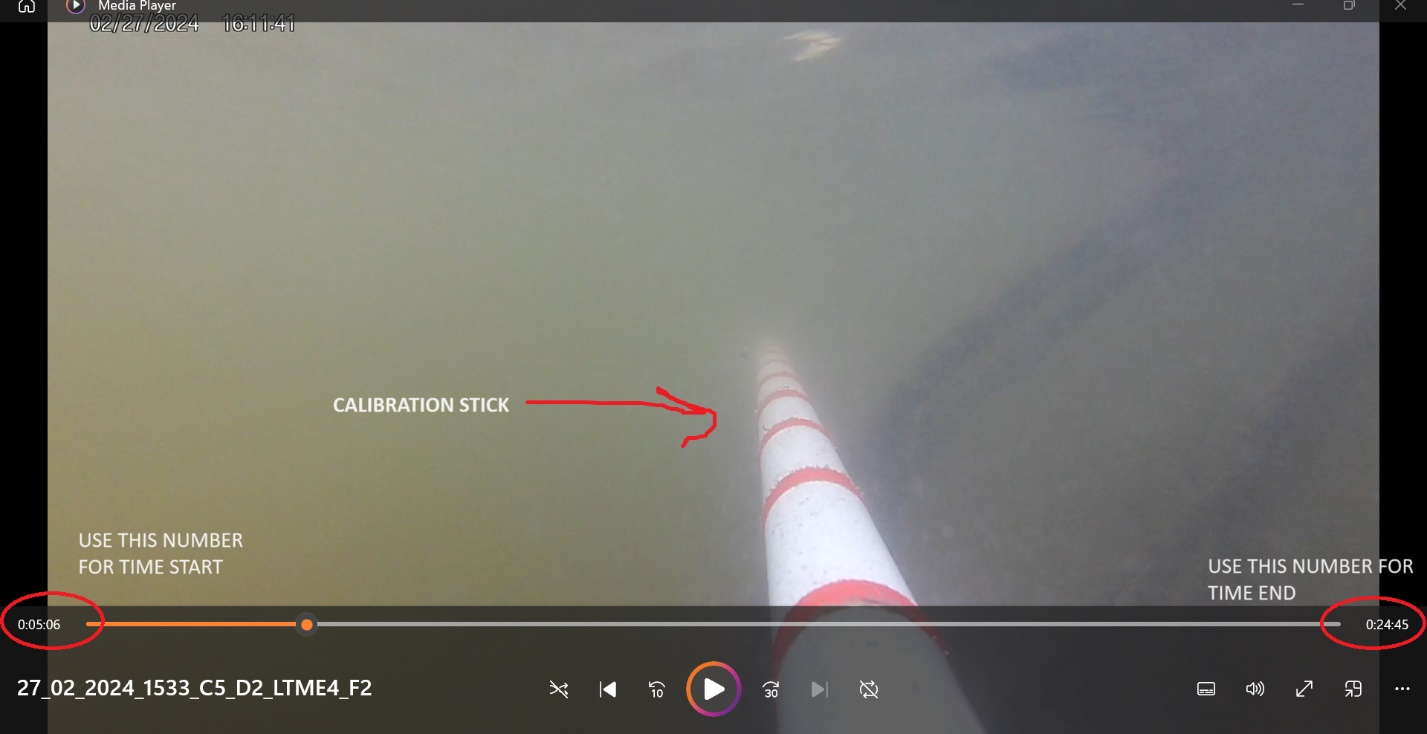 Media Player
02/27/2024 16:11:41
CALIBRATION STICK
USE THIS NUMBER
FOR TIME START
USE THIS NUMBER FOR
TIME END
0:05:06
0:24:45
27_02_2024_1533_C5_D2_LTME4_F2
10
30